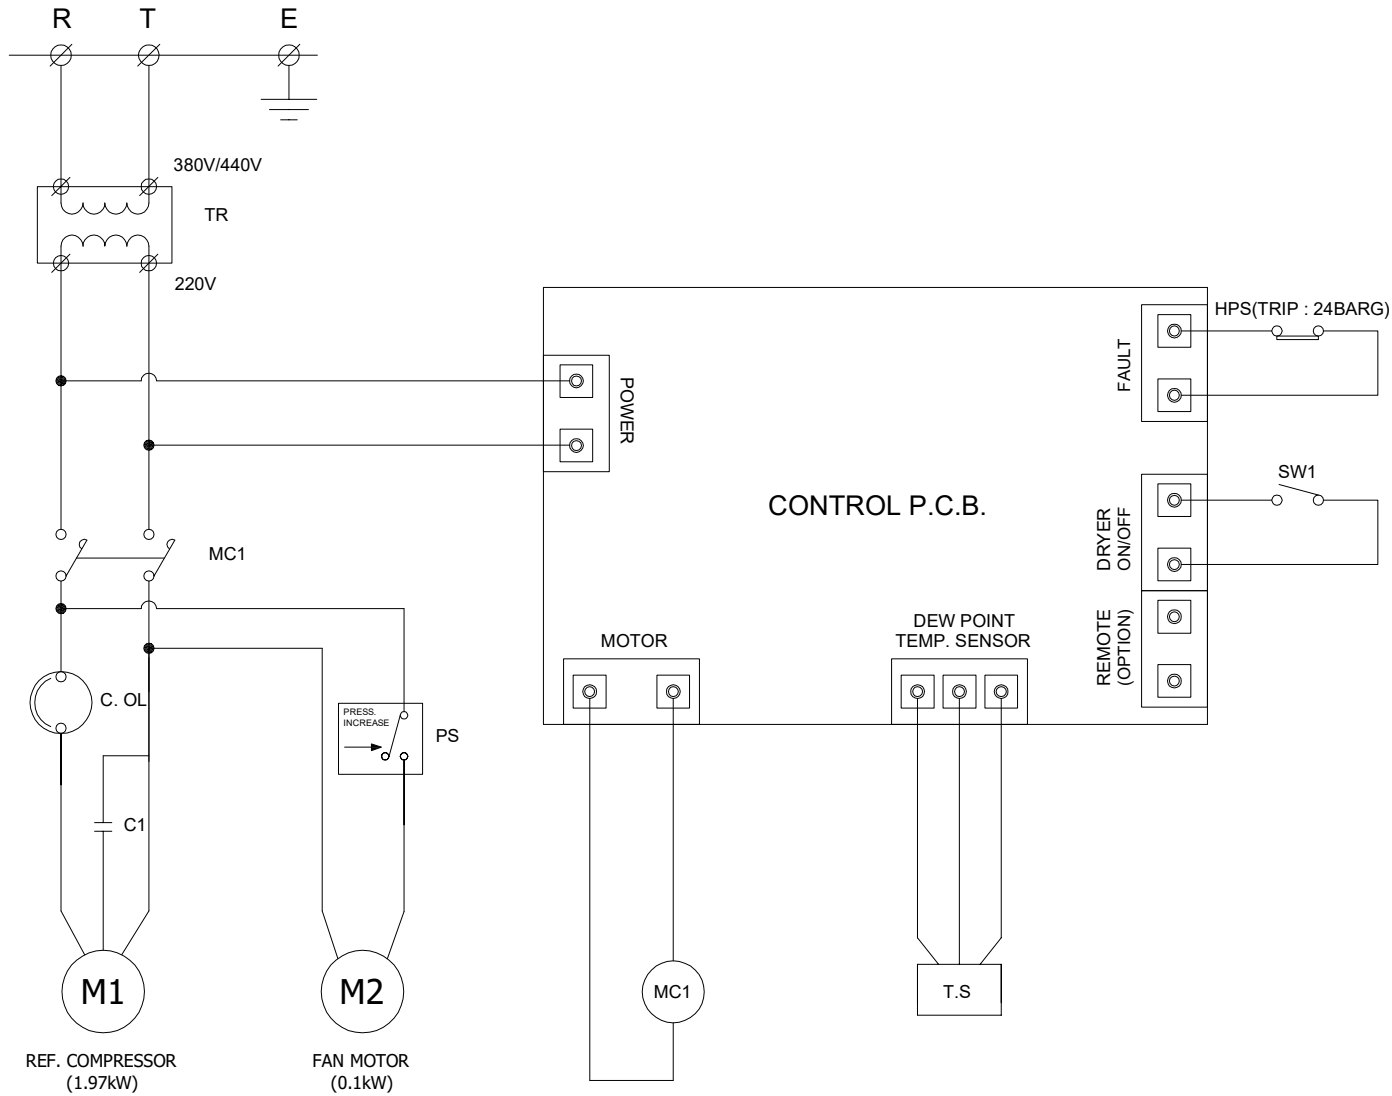 R T E
380V/440V
TR
220V
HPS(TRIP : 24BARG)
FAULT
POWER
SW1
CONTROL P.C.B.
DRYER
ON/OFF
MC1
REMOTE
(OPTION)
MOTOR
DEW POINT
TEMP. SENSOR
C. OL
PRESS.
INCREASE
PS
C1
M1
M2
MC1
T.S
REF. COMPRESSOR
(1.97kW)
FAN MOTOR
(0.1kW)